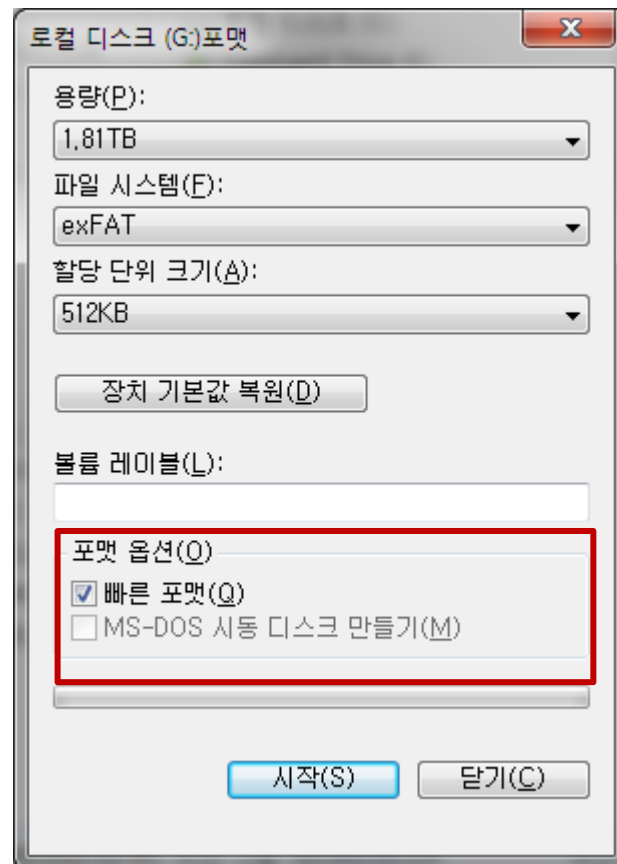 로컬 디스크 (G:)포맷
용량(P):
1,81TB
파일 시스템(F):
exFAT
할당 단위 크기(A):
512KB
장치 기본값 복원(D)
볼륨 레이블(L):
포맷 옵션(O)
빠른 포맷(Q)
MS-DOS 시동 디스크 만들기(M)
시작(S)
닫기(C)